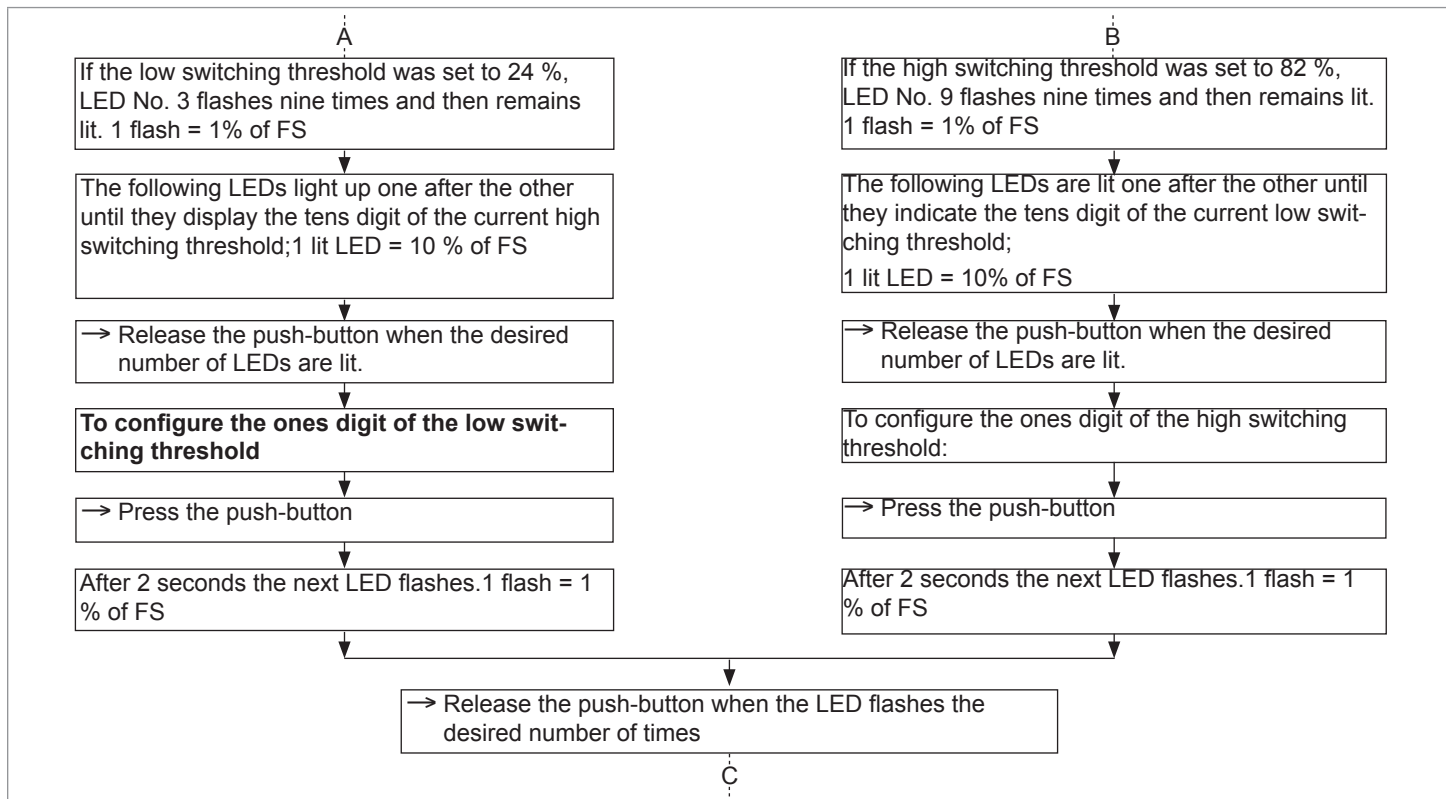 A
If the low switching threshold was set to 24 %,
LED No. 3 flashes nine times and then remains
lit. 1 flash = 1% of FS
The following LEDs light up one after the other
until they display the tens digit of the current high
switching threshold;1 lit LED = 10 % of FS
→ Release the push-button when the desired
number of LEDs are lit.
To configure the ones digit of the low swit-
ching threshold
→ Press the push-button
After 2 seconds the next LED flashes.1 flash = 1
% of FS
B
If the high switching threshold was set to 82 %,
LED No. 9 flashes nine times and then remains lit.
1 flash = 1% of FS
The following LEDs are lit one after the other until
they indicate the tens digit of the current low swit-
ching threshold;
1 lit LED = 10% of FS
→ Release the push-button when the desired
number of LEDs are lit.
To configure the ones digit of the high switching
threshold:
→ Press the push-button
After 2 seconds the next LED flashes.1 flash = 1
% of FS
→ Release the push-button when the LED flashes the
desired number of times
C